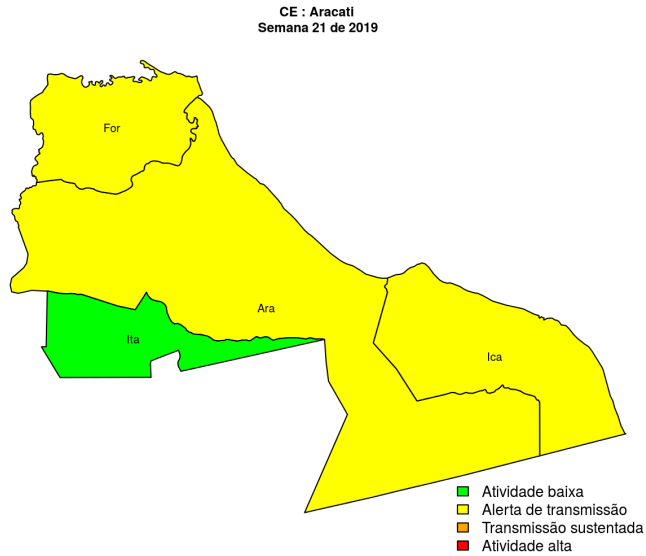 CE : Aracati
Semana 21 de 2019
For
Ara
Ita
Ica
Atividade baixa
Alerta de transmissão
Transmissão sustentada
Atividade alta